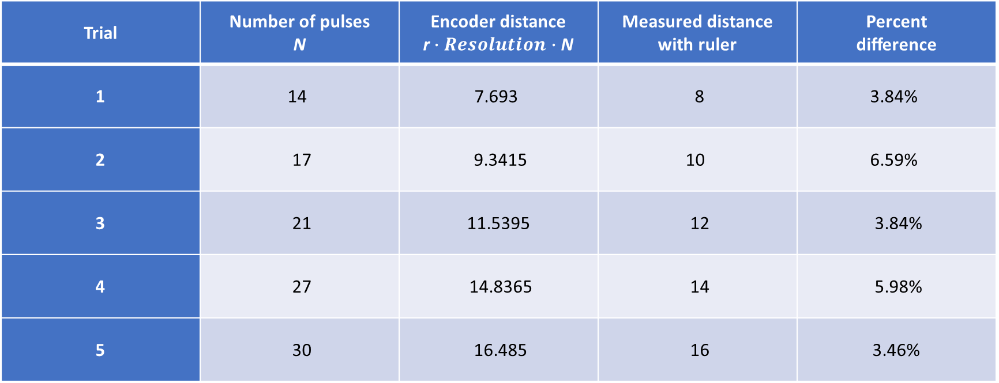 Trial
Number of pulses
N
Encoder distance
r · Resolution · N
Measured distance
with ruler
Percent
difference
1 14 7.693 8 3.84%
2 17 9.3415 10 6.59%
3 21 11.5395 12 3.84%
4 27 14.8365 14 5.98%
5 30 16.485 16 3.46%